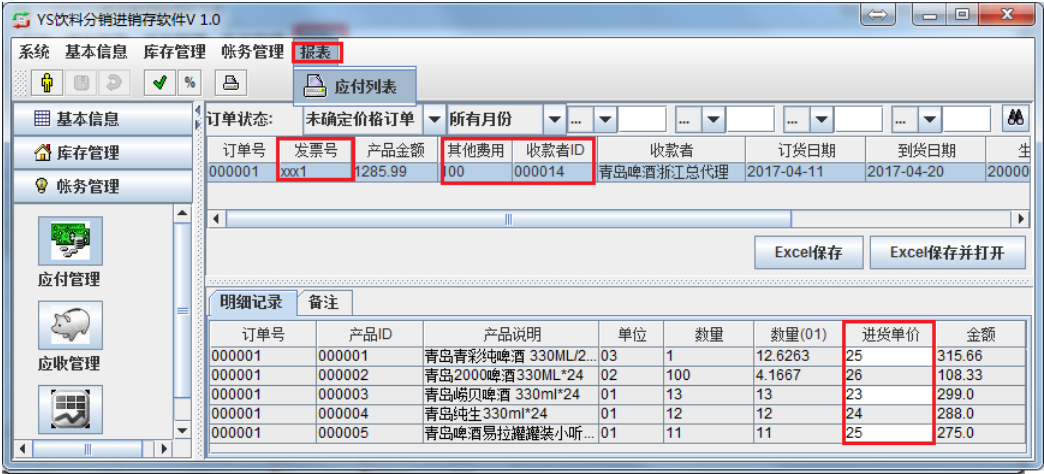 YS饮料分销进销存软件V 1.0
系统 基本信息 库存管理 帐务管理 报表
% 应付列表
基本信息
库存管理
帐务管理
应付管理
应收管理
订单状态: 未确定价格订单 所有月份 ... ... ... ...
订单号 发票号 产品金额 其他费用 收款者ID 收款者 订货日期 到货日期
000001 xxx1 1285.99 100 000014 青岛啤酒浙江总代理 2017-04-11 2017-04-20 20000
Excel保存 Excel保存并打开
明细记录 备注
订单号 产品ID 产品说明 单位 数量 数量(01) 进货单价 金额
000001 000001 青岛青彩纯啤酒 330ML/2... 03 1 12.6263 25 315.66
000001 000002 青岛2000啤酒330ML*24 02 100 4.1667 26 108.33
000001 000003 青岛崂贝啤酒 330ml*24 01 13 13 23 299.0
000001 000004 青岛纯生330ml*24 01 12 12 24 288.0
000001 000005 青岛啤酒易拉罐罐装小听... 01 11 11 25 275.0